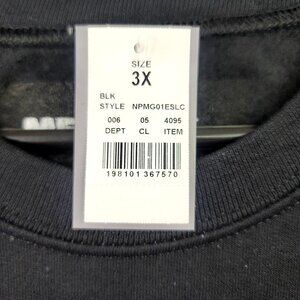 SIZE
3X
BLK
STYLE NPMG01ESLC
006 05 4095
DEPT CL ITEM
198101367570